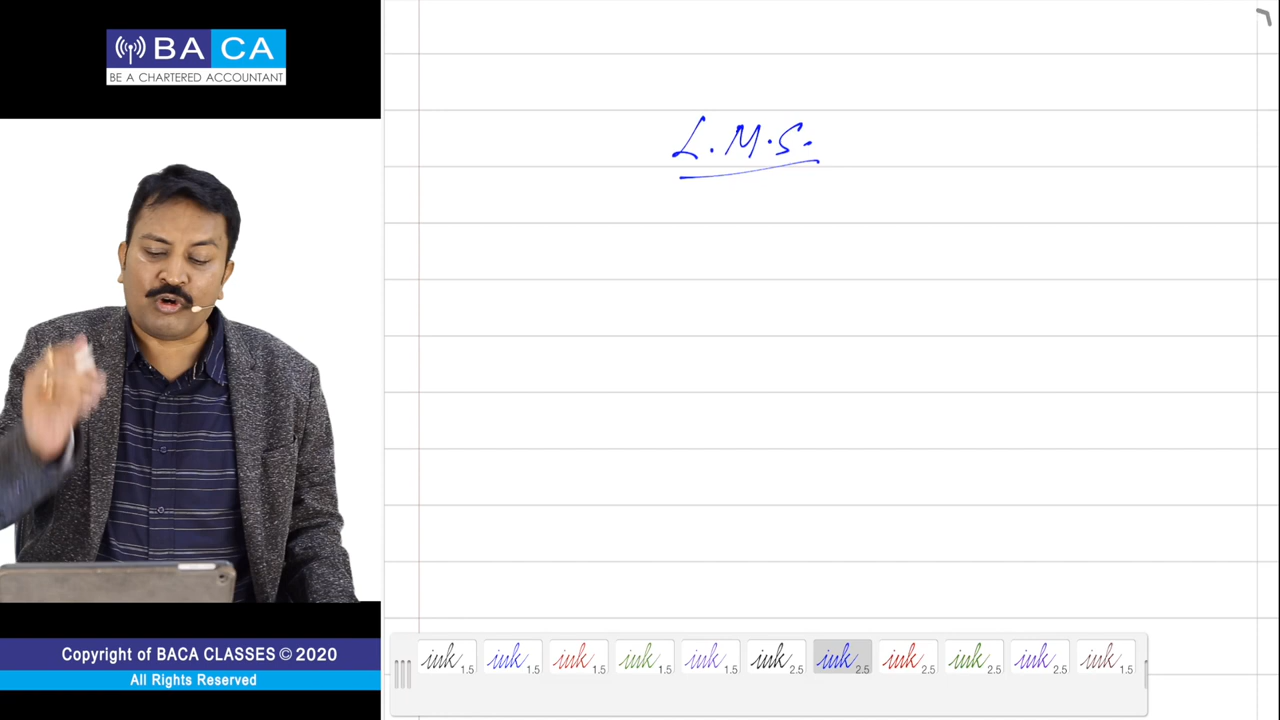 BA CA
BE A CHARTERED ACCOUNTANT
L.M.S.
ink 1.5 ink 1.5 ink 1.5 ink 1.5 ink 1.5 ink 2.5 ink 2.5 ink 2.5 ink 2.5 ink 2.5 ink 1.5
Copyright of BACA CLASSES © 2020
All Rights Reserved